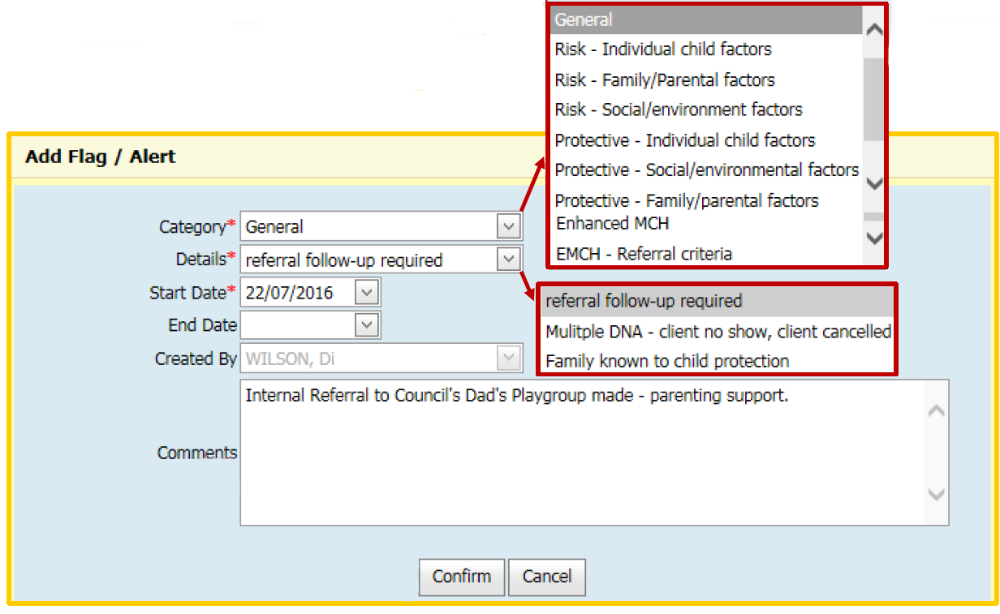 General
Risk - Individual child factors
Risk - Family/Parental factors
Risk - Social/environment factors
Protective - Individual child factors
Protective - Social/environmental factors
Protective - Family/parental factors
Enhanced MCH
EMCH - Referral criteria
Add Flag / Alert
Category* General
Details* referral follow-up required
Start Date* 22/07/2016
End Date
Created By WILSON, Di
referral follow-up required
Mulitple DNA - client no show, client cancelled
Family known to child protection
Comments
Internal Referral to Council's Dad's Playgroup made - parenting support.
Confirm Cancel